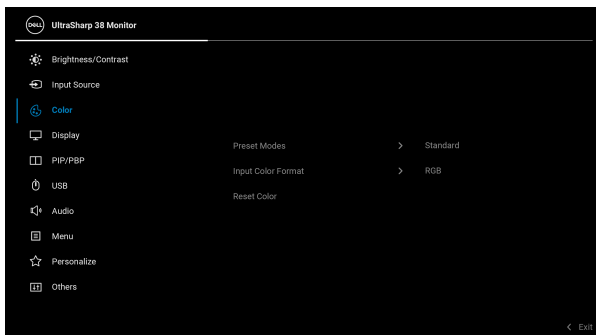 DELL UltraSharp 38 Monitor
Brightness/Contrast
Input Source
Color
Display
Preset Modes Standard
PIP/PBP
Input Color Format RGB
USB
Reset Color
Audio
Menu
Personalize
Others
Exit